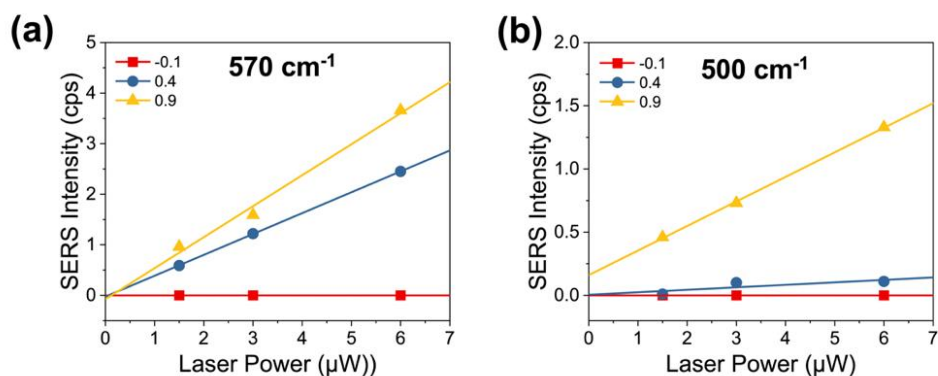 (a)
570 cm⁻¹
-0.1
0.4
0.9
SERS Intensity (cps)
5
4
3
2
1
0
0 1 2 3 4 5 6 7
Laser Power (μW))
(b)
500 cm⁻¹
-0.1
0.4
0.9
SERS Intensity (cps)
2.0
1.5
1.0
0.5
0.0
0 1 2 3 4 5 6 7
Laser Power (μW)